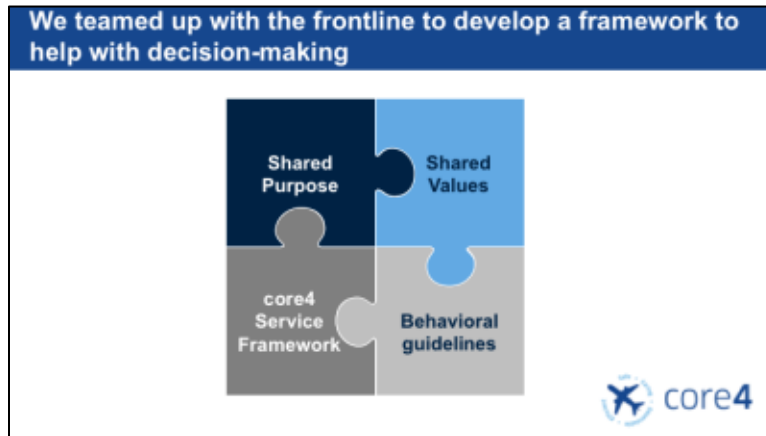 We teamed up with the frontline to develop a framework to
help with decision-making
Shared
Purpose
Shared
Values
core4
Service
Framework
Behavioral
guidelines
core4